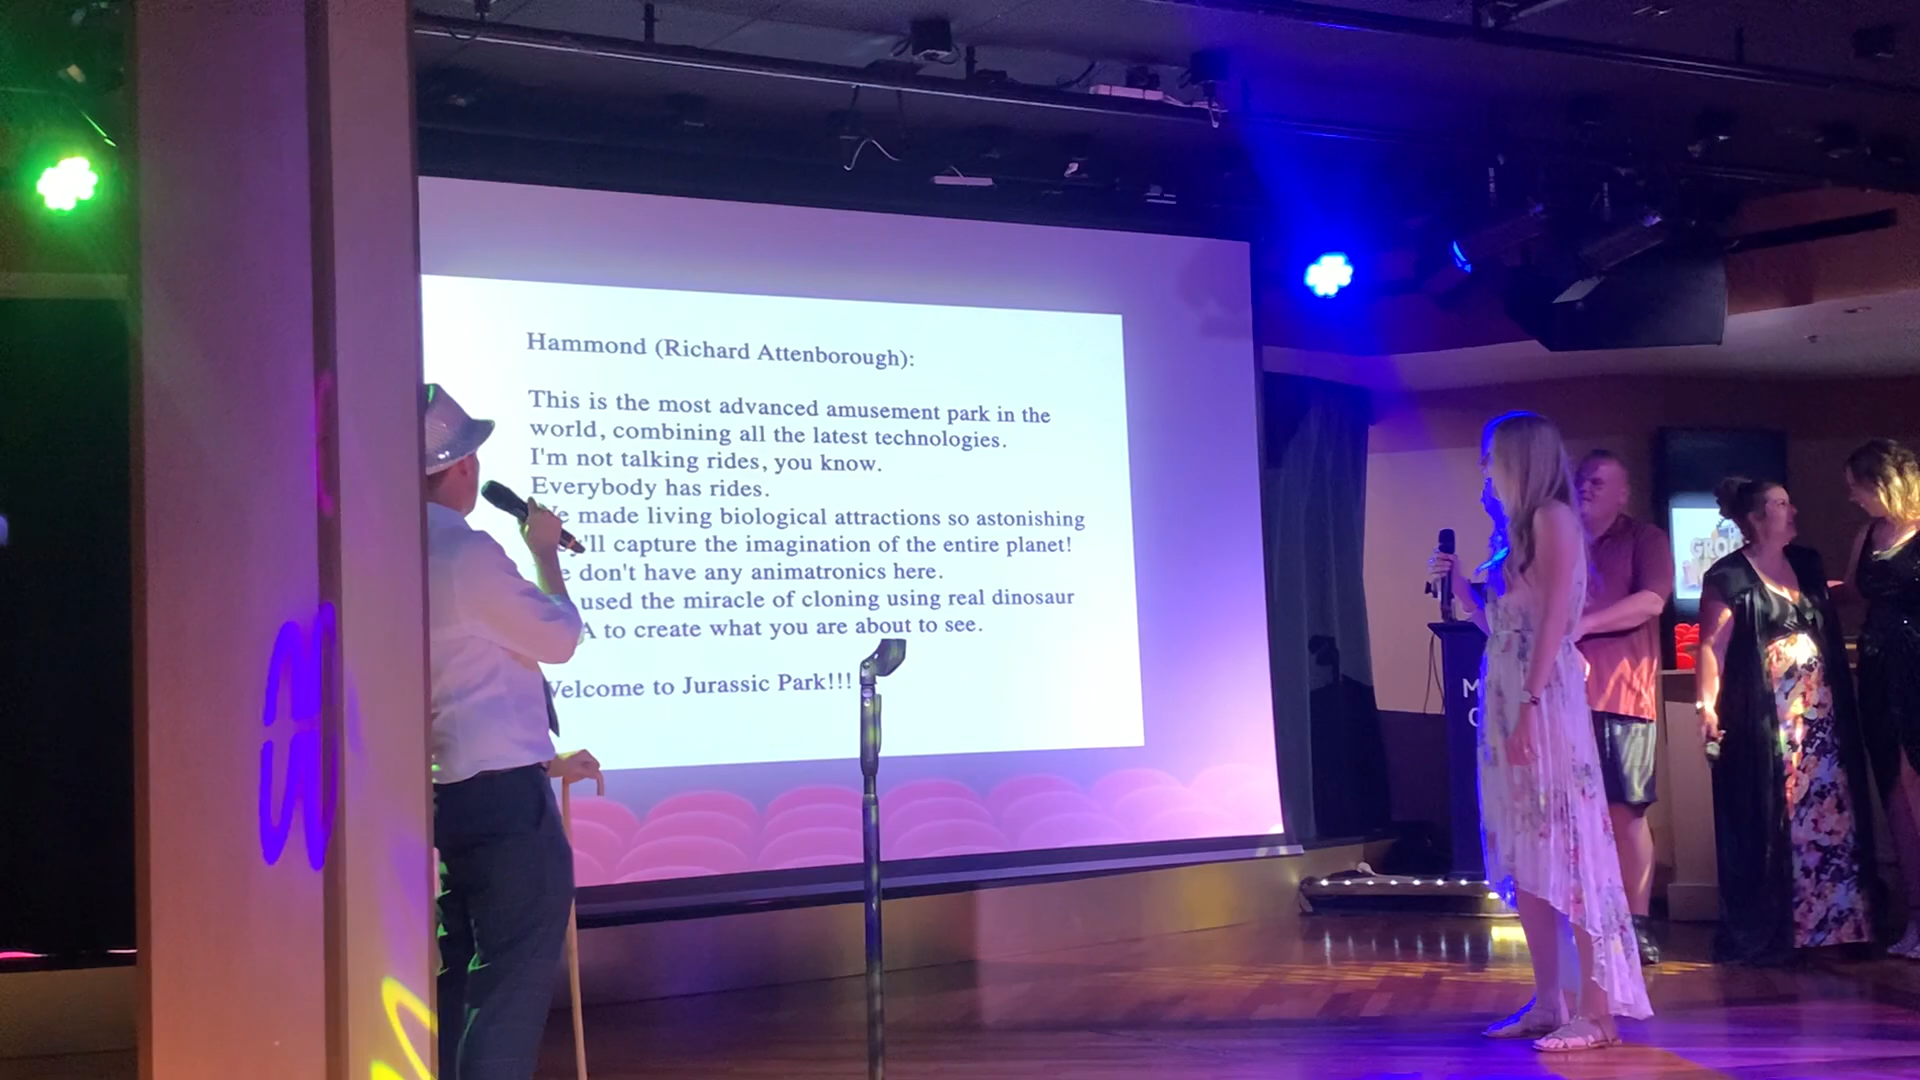 Hammond (Richard Attenborough):
This is the most advanced amusement park in the
world, combining all the latest technologies.
I'm not talking rides, you know.
Everybody has rides.
made living biological attractions so astonishing
'll capture the imagination of the entire planet!
don't have any animatronics here.
used the miracle of cloning using real dinosaur
A to create what you are about to see.
Welcome to Jurassic Park!!!